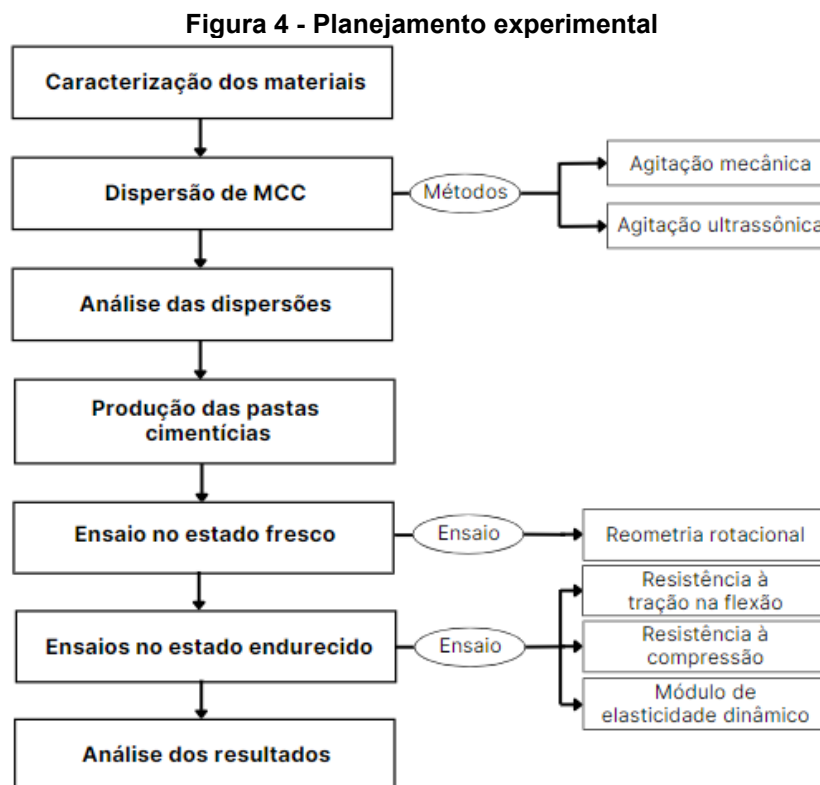 Figura 4 - Planejamento experimental
Caracterização dos materiais
Dispersão de MCC
Métodos
Agitação mecânica
Agitação ultrassônica
Análise das dispersões
Produção das pastas
cimentícias
Ensaio no estado fresco
Ensaio
Reometria rotacional
Ensaios no estado endurecido
Ensaio
Resistência à
tração na flexão
Resistência à
compressão
Módulo de
elasticidade dinâmico
Análise dos resultados